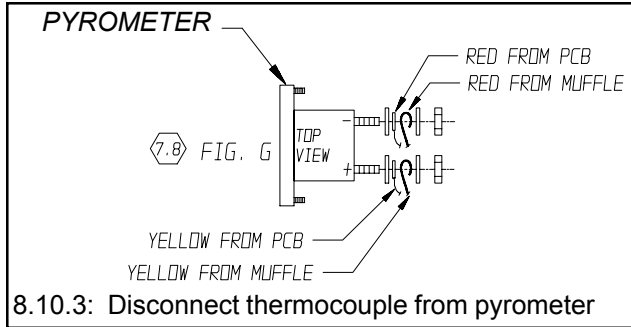 PYROMETER
RED FROM PCB
RED FROM MUFFLE
7.8 FIG. G
TOP
VIEW
-
+
YELLOW FROM PCB
YELLOW FROM MUFFLE
8.10.3: Disconnect thermocouple from pyrometer